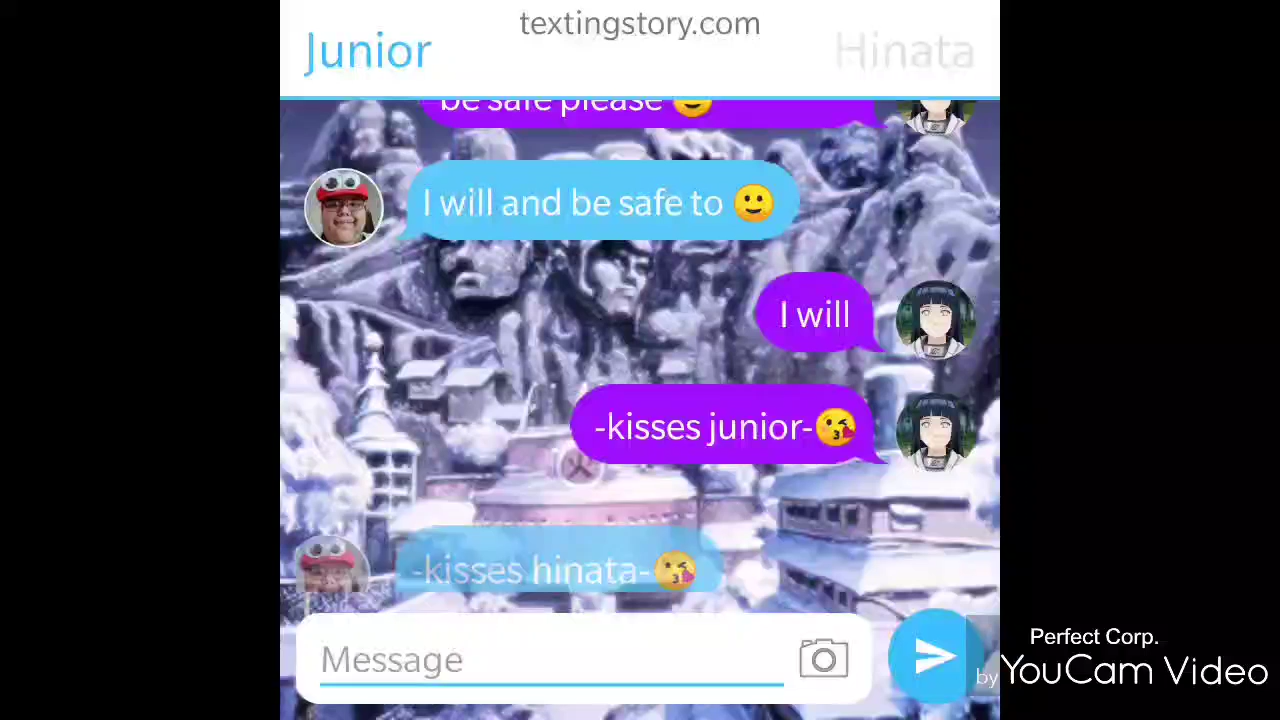 textingstory.com
Junior
Hinata
be safe please 🙂
I will and be safe to 🙂
I will
-kisses junior-😘
-kisses hinata-😘
Message
Perfect Corp.
by YouCam Video